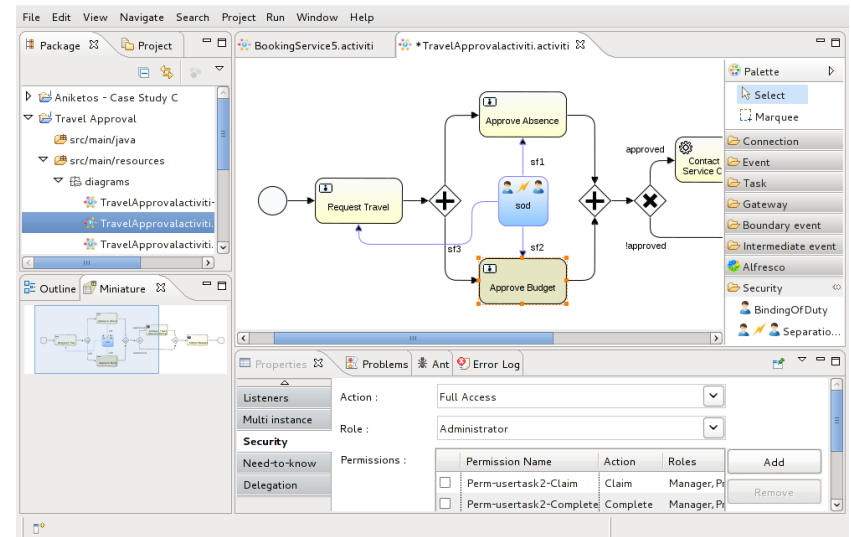 File Edit View Navigate Search Project Run Window Help
Package Project
BookingService5.activiti *TravelApprovalactiviti.activiti
Aniketos - Case Study C
Travel Approval
src/main/java
src/main/resources
diagrams
TravelApprovalactiviti-
TravelApprovalactiviti.
TravelApprovalactiviti.
Approve Absence
sf1
Request Travel
sod
sf3
sf2
Approve Budget
approved
!approved
Contact
Service C
Palette
Select
Marquee
Connection
Event
Task
Gateway
Boundary event
Intermediate event
Alfresco
Security
BindingOfDuty
Separatio...
Outline Miniature
Properties Problems Ant Error Log
Listeners
Multi instance
Security
Need-to-know
Delegation
Action : Full Access
Role : Administrator
Permissions :
Permission Name Action Roles
Perm-usertask2-Claim Claim Manager, Pr
Perm-usertask2-Complete Complete Manager, Pr
Add
Remove